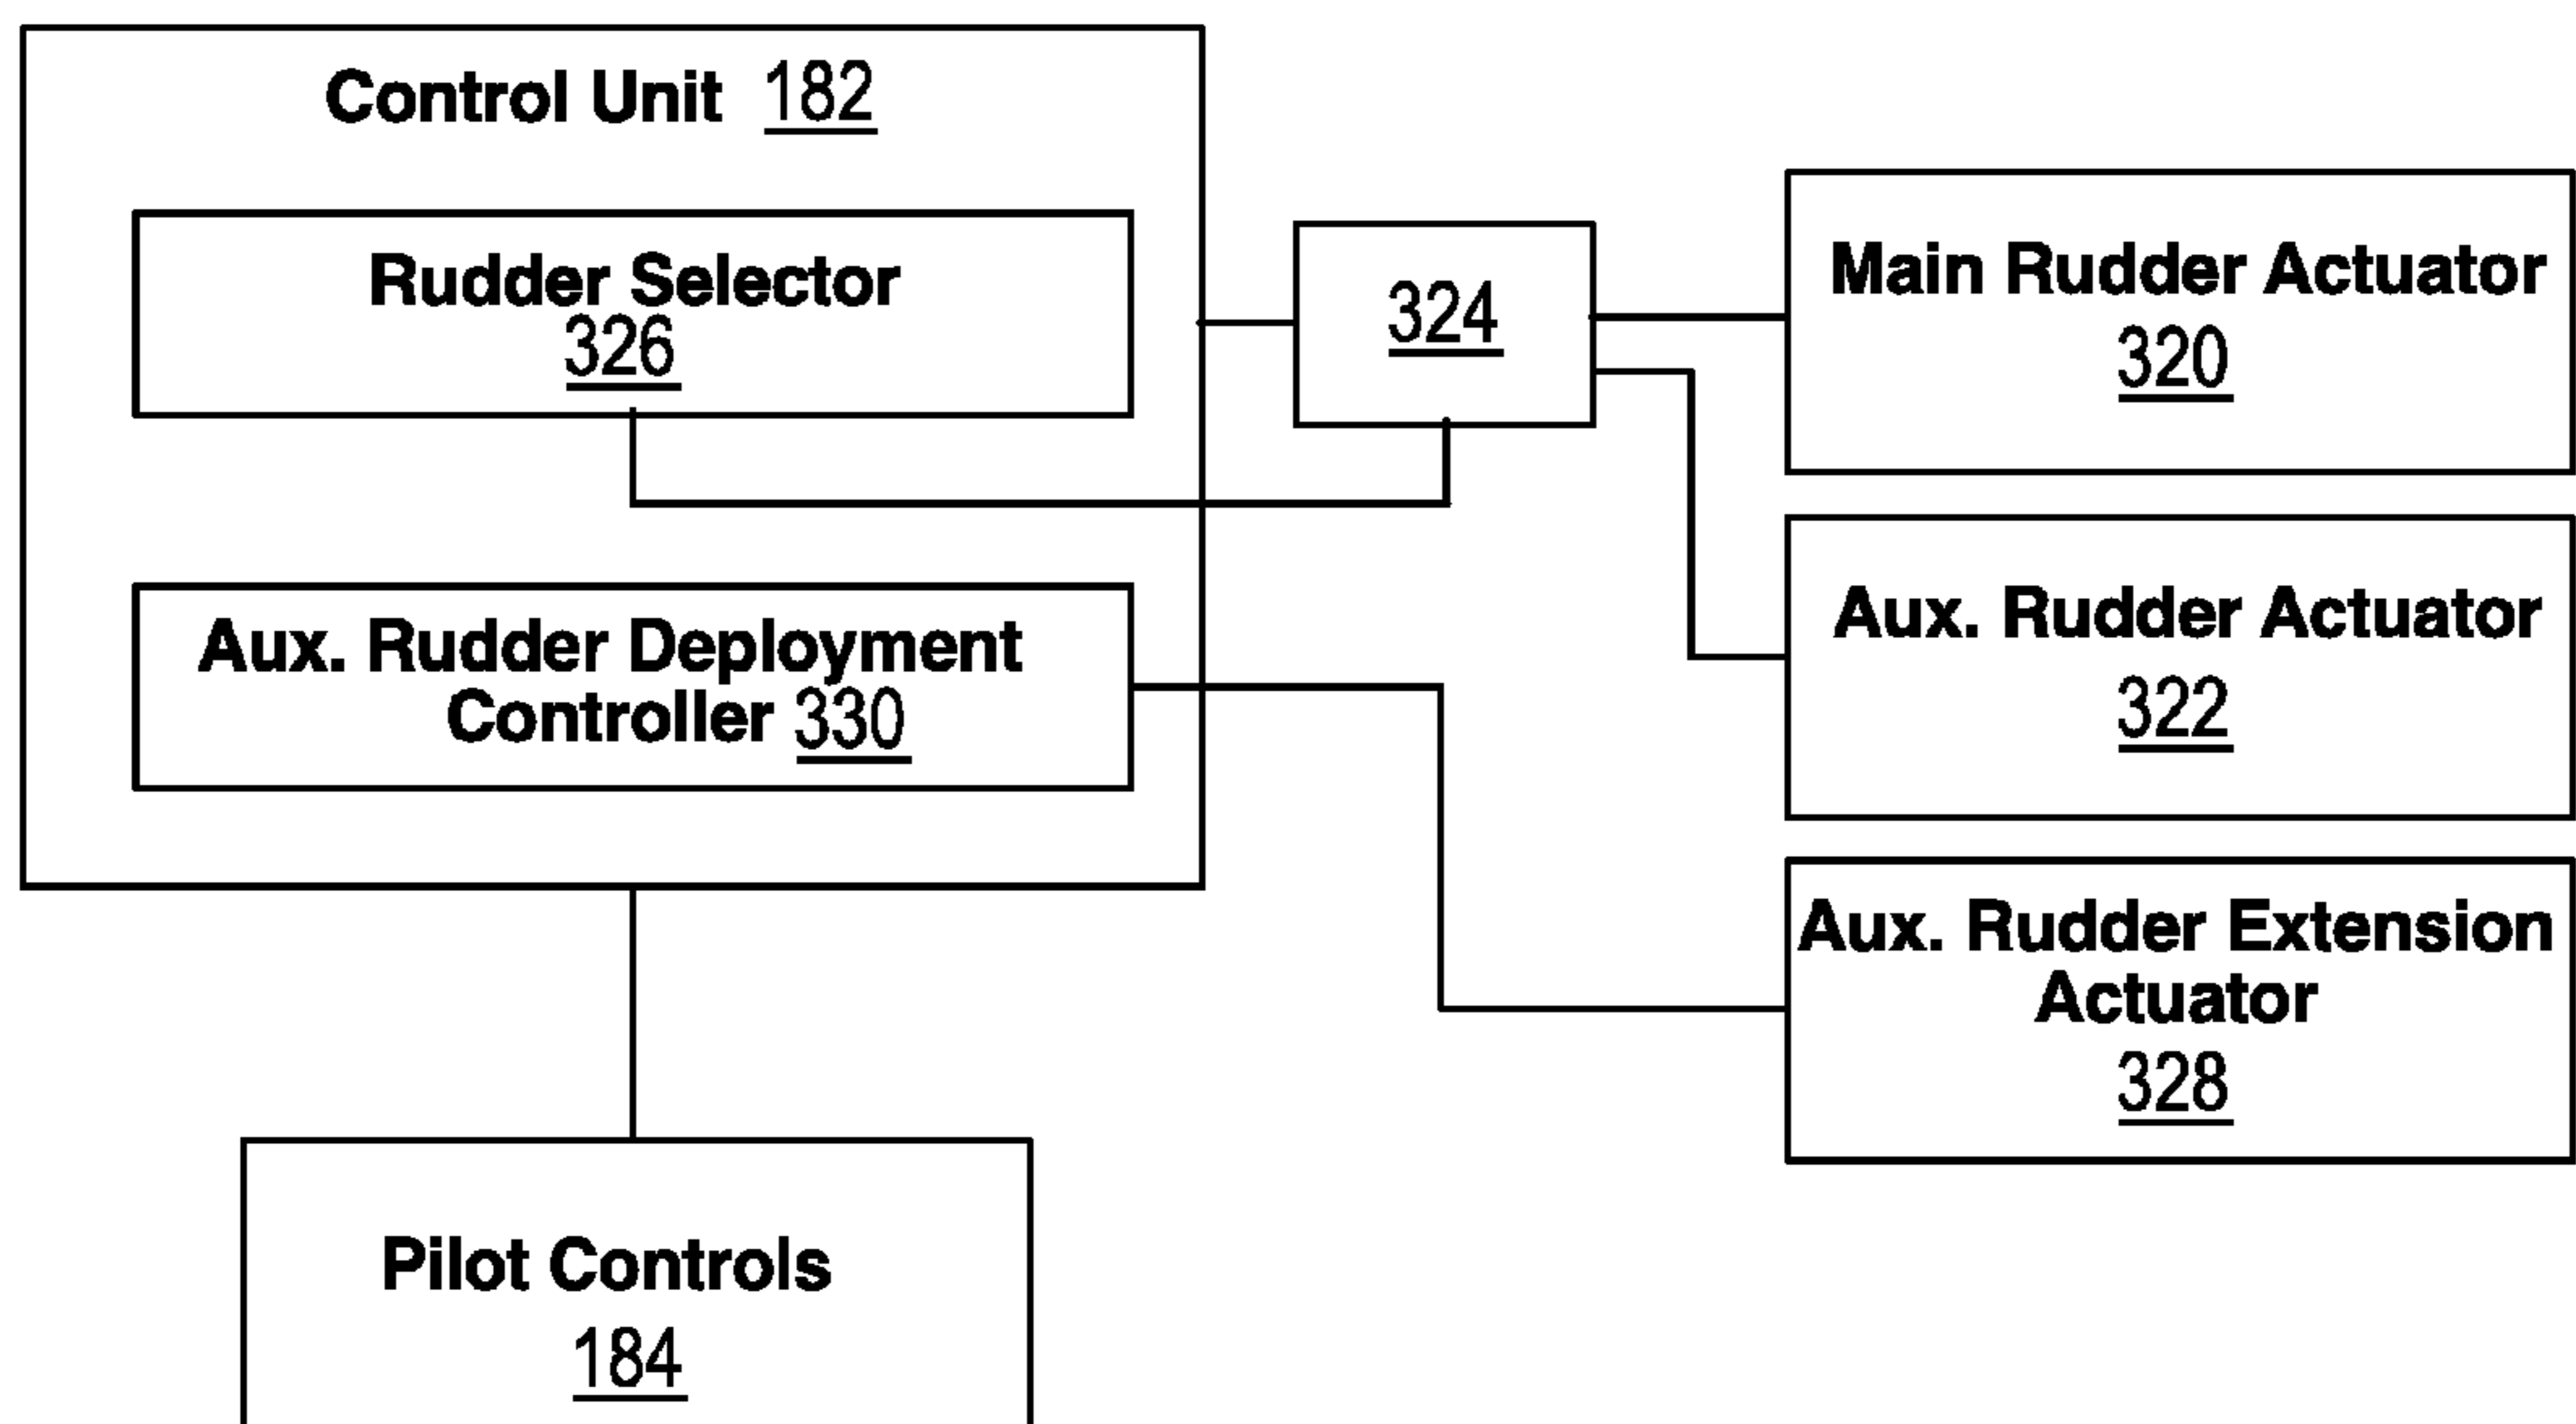 Control Unit 182
Rudder Selector
326
324
Main Rudder Actuator
320
Aux. Rudder Actuator
322
Aux. Rudder Deployment
Controller 330
Aux. Rudder Extension
Actuator
328
Pilot Controls
184